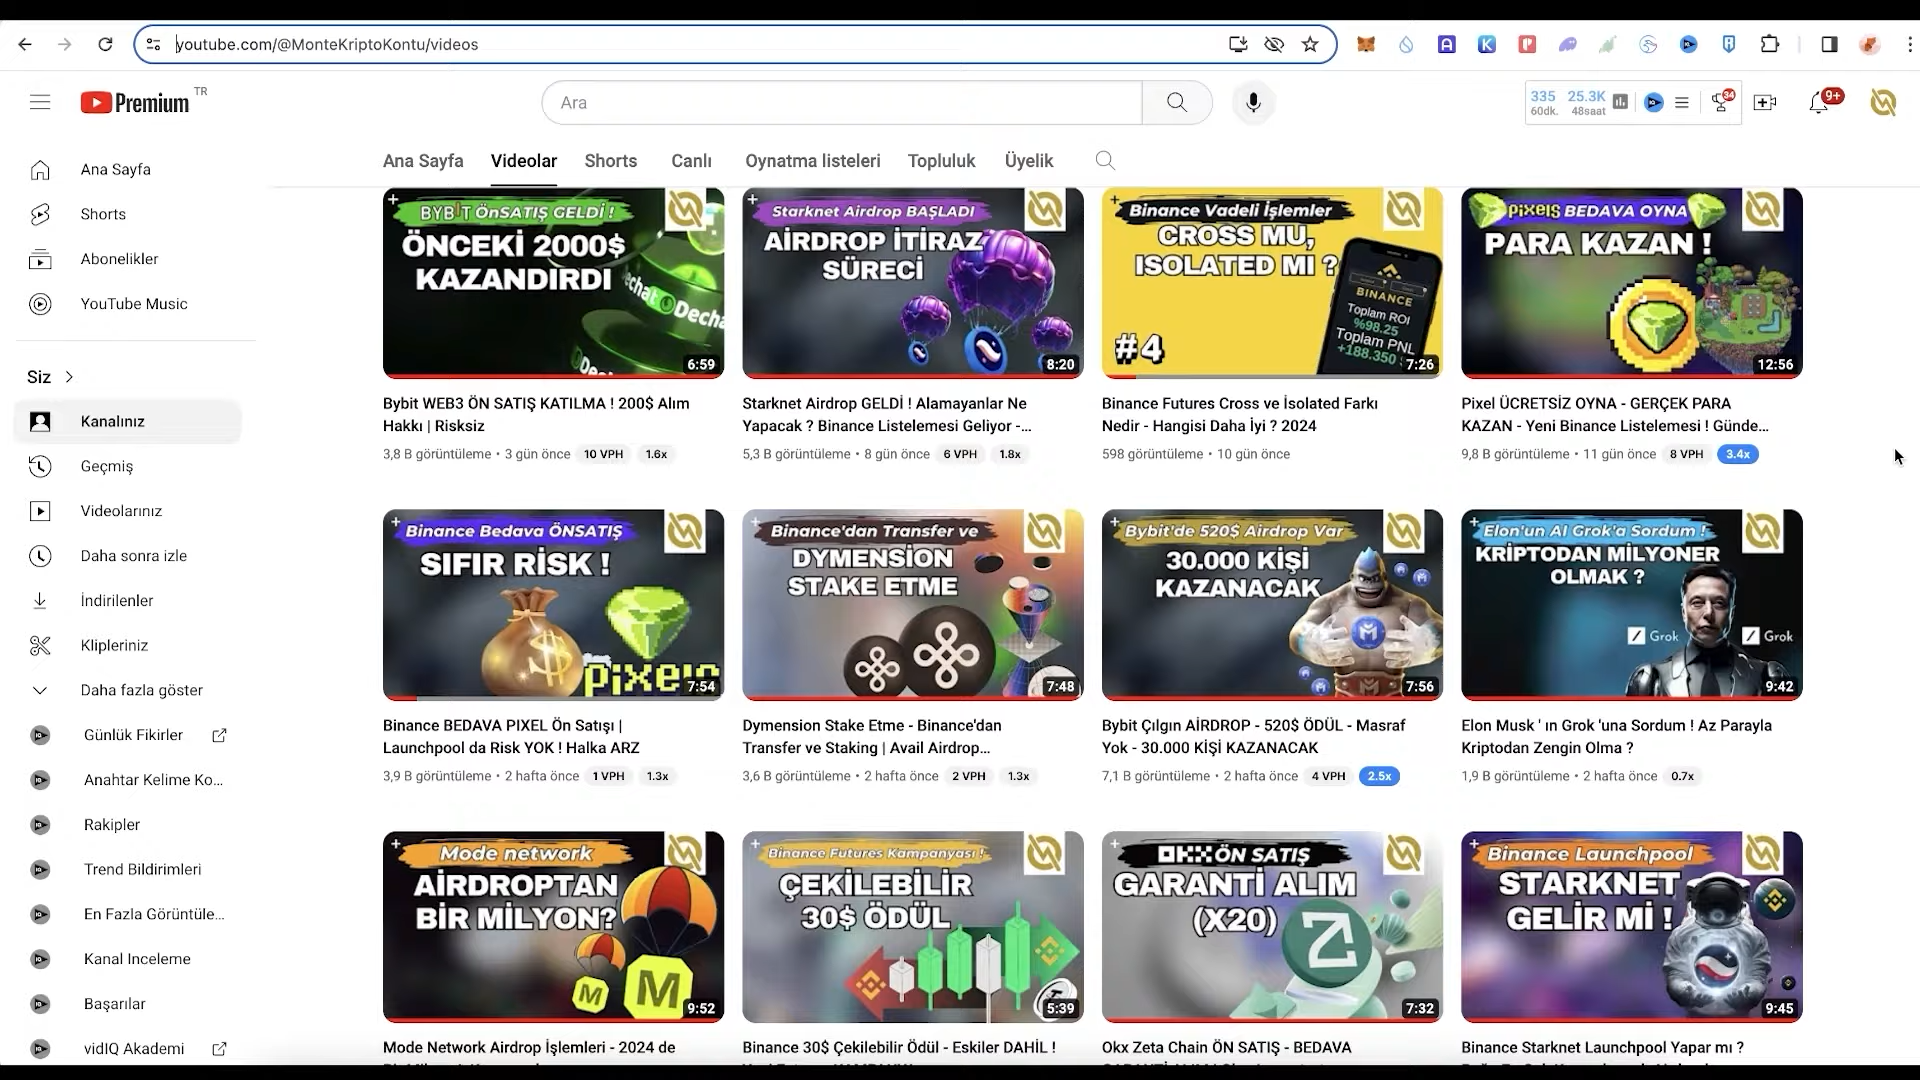 youtube.com/@MonteKriptoKontu/videos
Premium TR
Ara
335 25.3K
60dk. 48saat
34
9+
Ana Sayfa
Shorts
Abonelikler
YouTube Music
Siz
Kanalınız
Geçmiş
Videolarınız
Daha sonra izle
İndirilenler
Klipleriniz
Daha fazla göster
Günlük Fikirler
Anahtar Kelime Ko...
Rakipler
Trend Bildirimleri
En Fazla Görüntüle...
Kanal Inceleme
Başarılar
vidIQ Akademi
Ana Sayfa Videolar Shorts Canlı Oynatma listeleri Topluluk Üyelik
BYBIT ÖnSATIŞ GELDİ !
ÖNCEKİ 2000$
KAZANDIRDI
Dechat
6:59
Bybit WEB3 ÖN SATIŞ KATILMA ! 200$ Alım
Hakkı | Risksiz
3,8 B görüntüleme • 3 gün önce 10 VPH 1.6x
Starknet Airdrop BAŞLADI
AİRDROP İTİRAZ
SÜRECİ
8:20
Starknet Airdrop GELDİ ! Alamayanlar Ne
Yapacak ? Binance Listelemesi Geliyor -...
5,3 B görüntüleme • 8 gün önce 6 VPH 1.8x
Binance Vadeli İşlemler
CROSS MU,
ISOLATED MI ?
BINANCE
Toplam ROI
%98.25
Toplam PNL
+188.350
#4
7:26
Binance Futures Cross ve İsolated Farkı
Nedir - Hangisi Daha İyi ? 2024
598 görüntüleme • 10 gün önce
pixels BEDAVA OYNA
PARA KAZAN !
12:56
Pixel ÜCRETSİZ OYNA - GERÇEK PARA
KAZAN - Yeni Binance Listelemesi ! Günde...
9,8 B görüntüleme • 11 gün önce 8 VPH 3.4x
Binance Bedava ÖNSATIŞ
SIFIR RİSK !
pixels
7:54
Binance BEDAVA PIXEL Ön Satışı |
Launchpool da Risk YOK ! Halka ARZ
3,9 B görüntüleme • 2 hafta önce 1 VPH 1.3x
Binance'dan Transfer ve
DYMENSİON
STAKE ETME
7:48
Dymension Stake Etme - Binance'dan
Transfer ve Staking | Avail Airdrop...
3,6 B görüntüleme • 2 hafta önce 2 VPH 1.3x
Bybit'de 520$ Airdrop Var
30.000 KİŞİ
KAZANACAK
7:56
Bybit Çılgın AİRDROP - 520$ ÖDÜL - Masraf
Yok - 30.000 KİŞİ KAZANACAK
7,1 B görüntüleme • 2 hafta önce 4 VPH 2.5x
Elon'un AI Grok'a Sordum !
KRİPTODAN MİLYONER
OLMAK ?
Grok Grok
9:42
Elon Musk ' ın Grok 'una Sordum ! Az Parayla
Kriptodan Zengin Olma ?
1,9 B görüntüleme • 2 hafta önce 0.7x
Mode network
AİRDROPTAN
BİR MİLYON?
M M
9:52
Mode Network Airdrop İşlemleri - 2024 de
Binance Futures Kampanyası !
ÇEKİLEBİLİR
30$ ÖDÜL
5:39
Binance 30$ Çekilebilir Ödül - Eskiler DAHİL !
OKX ÖN SATIŞ
GARANTİ ALIM
(X20)
7:32
Okx Zeta Chain ÖN SATIŞ - BEDAVA
Binance Launchpool
STARKNET
GELİR Mİ !
9:45
Binance Starknet Launchpool Yapar mı ?